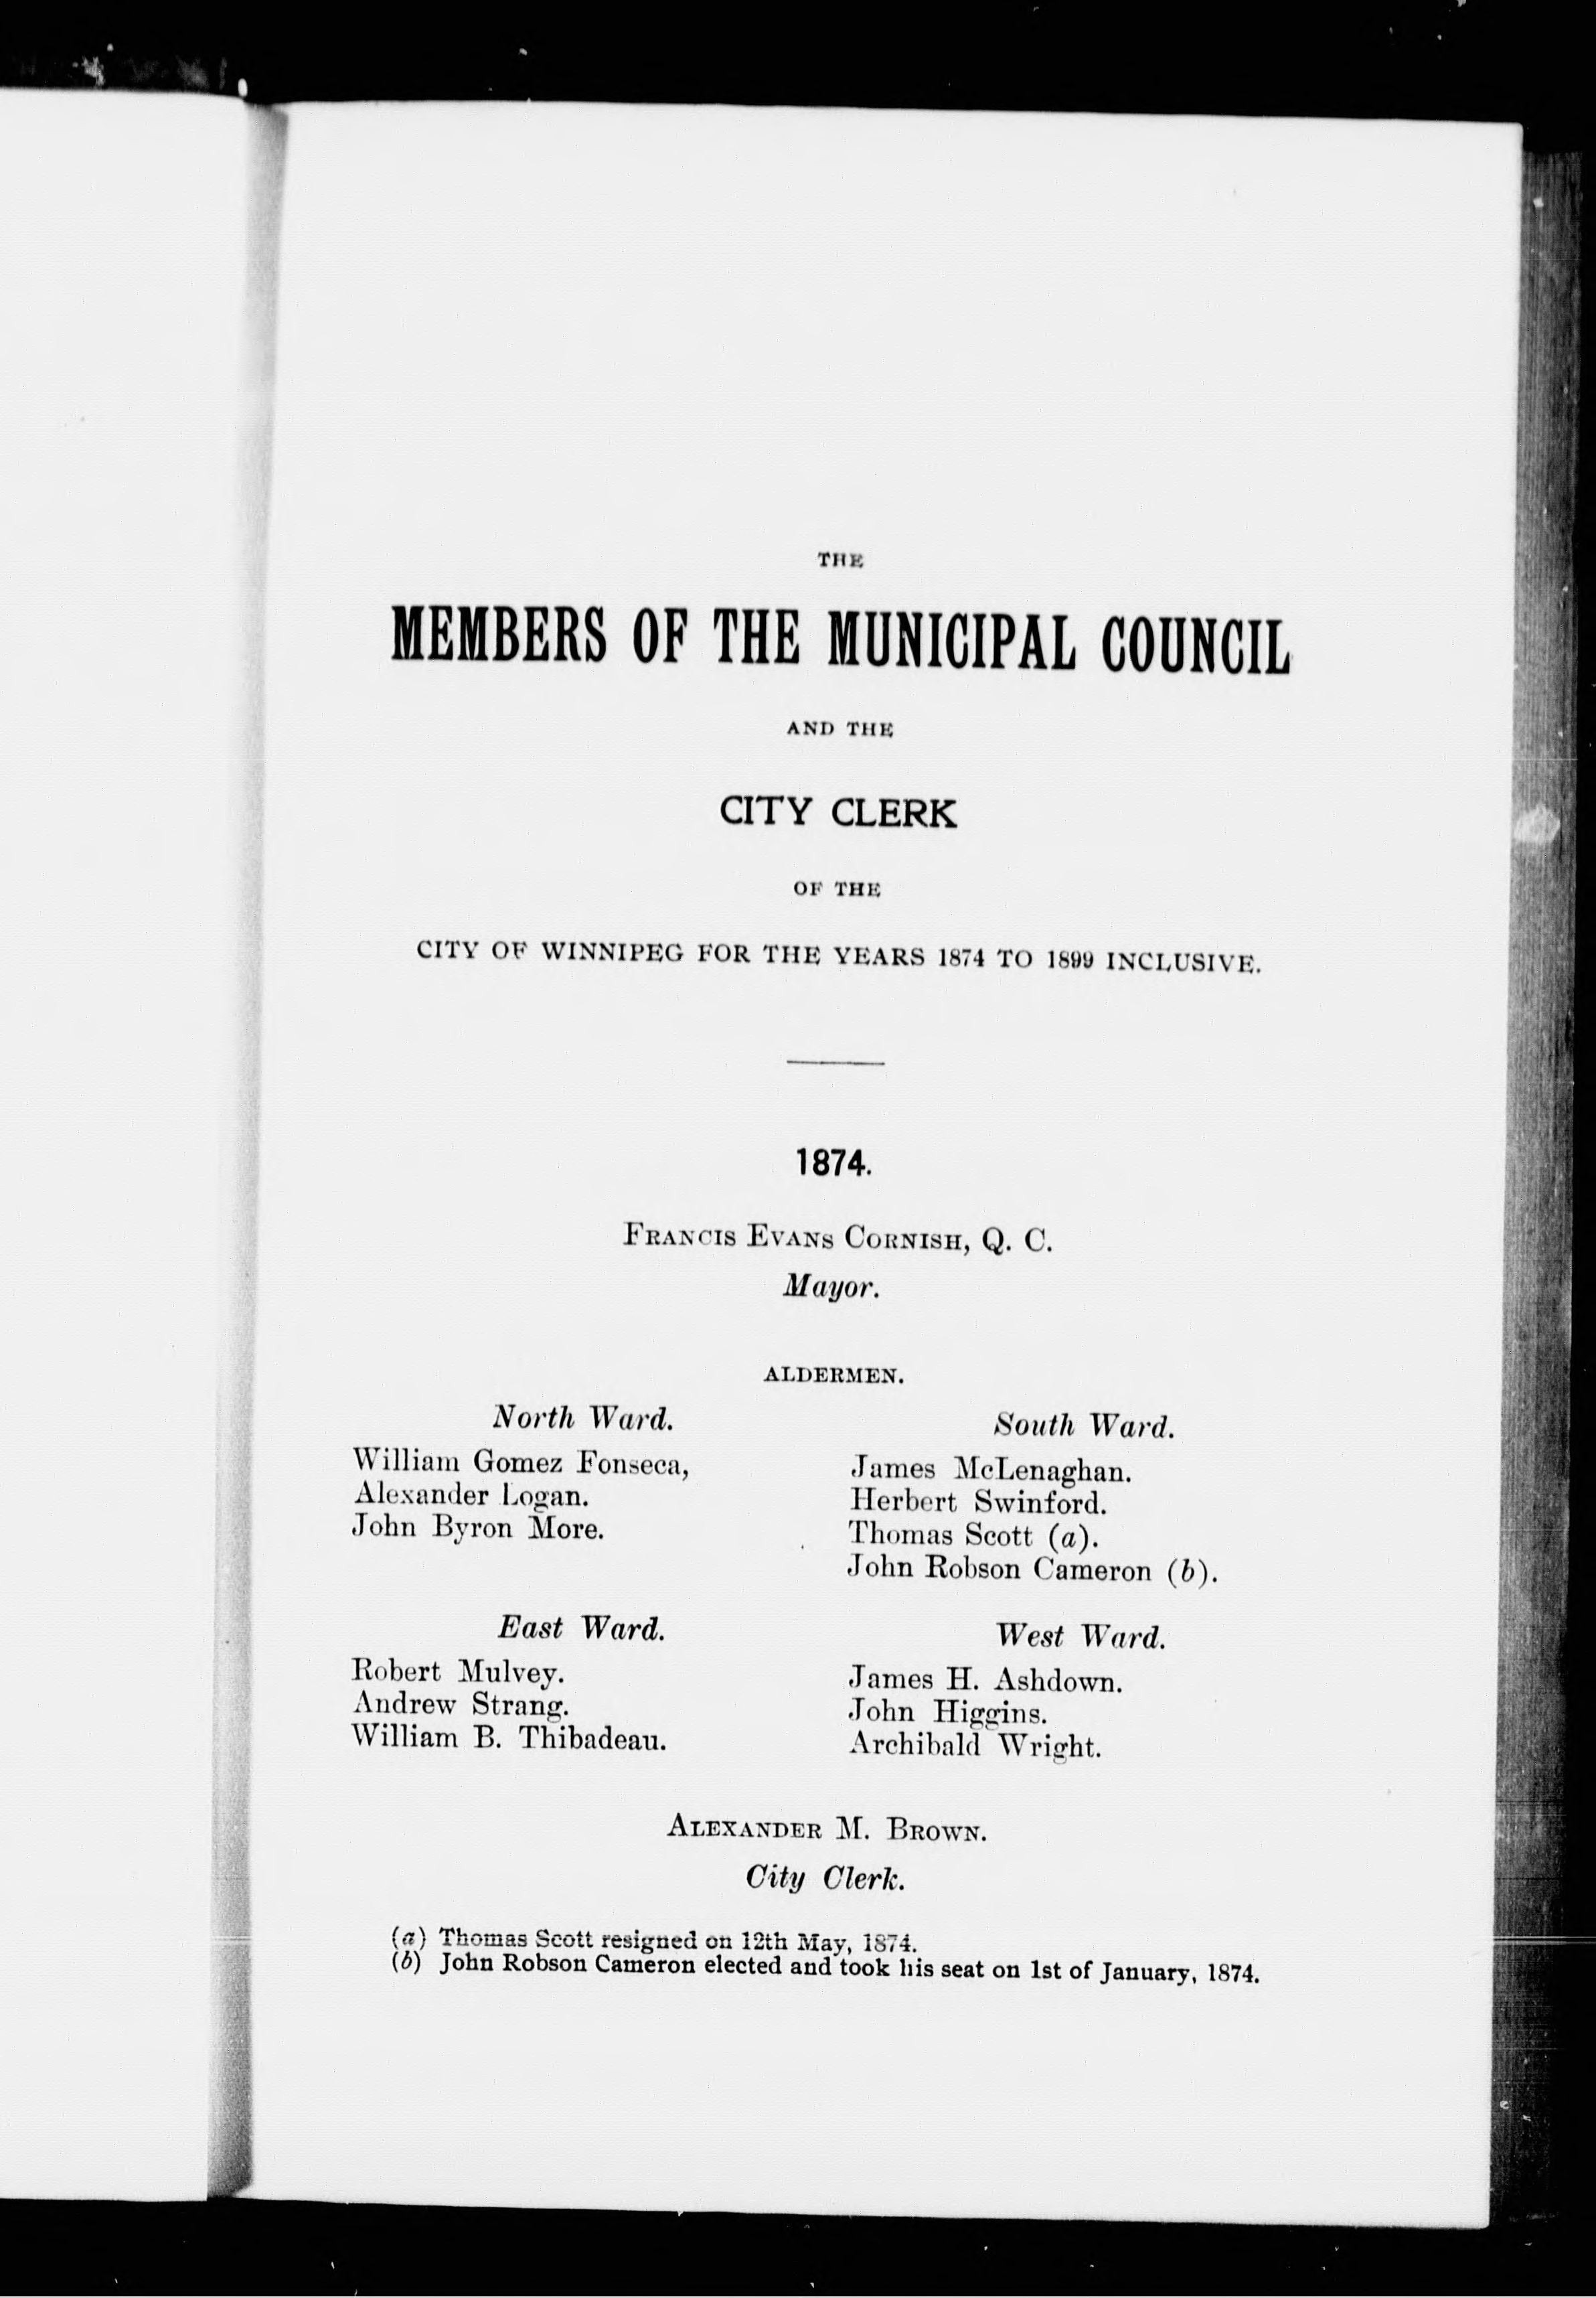 THE
MEMBERS OF THE MUNICIPAL COUNCIL
AND THE
CITY CLERK
OF THE
CITY OF WINNIPEG FOR THE YEARS 1874 TO 1899 INCLUSIVE.
1874.
FRANCIS EVANS CORNISH, Q. C.
Mayor.
ALDERMEN.
North Ward.
William Gomez Fonseca,
Alexander Logan.
John Byron More.
South Ward.
James McLenaghan.
Herbert Swinford.
Thomas Scott (a).
John Robson Cameron (b).
East Ward.
Robert Mulvey.
Andrew Strang.
William B. Thibadeau.
West Ward.
James H. Ashdown.
John Higgins.
Archibald Wright.
ALEXANDER M. BROWN.
City Clerk.
(a) Thomas Scott resigned on 12th May, 1874.
(b) John Robson Cameron elected and took his seat on 1st of January, 1874.